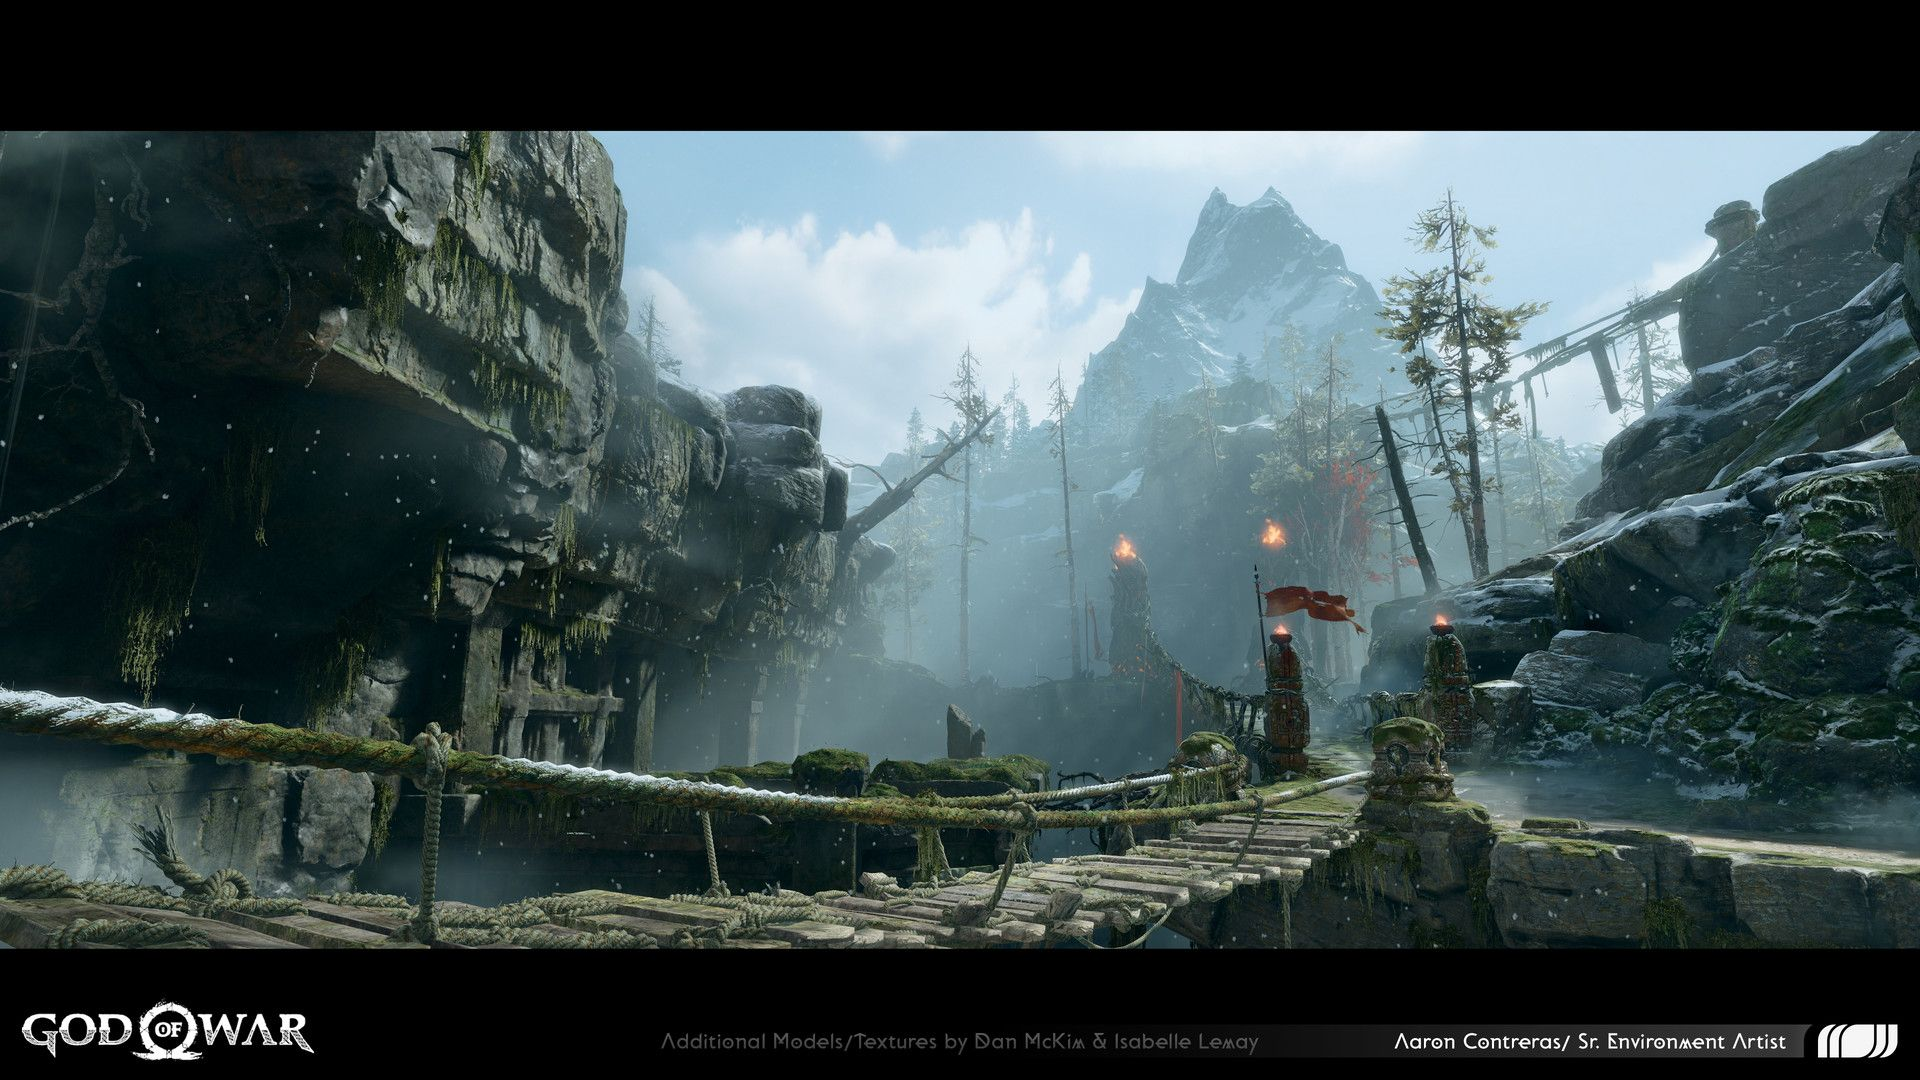 GOD OF WAR
Additional Models/Textures by Dan McKim & Isabelle Lemay
Aaron Contreras/ Sr. Environment Artist